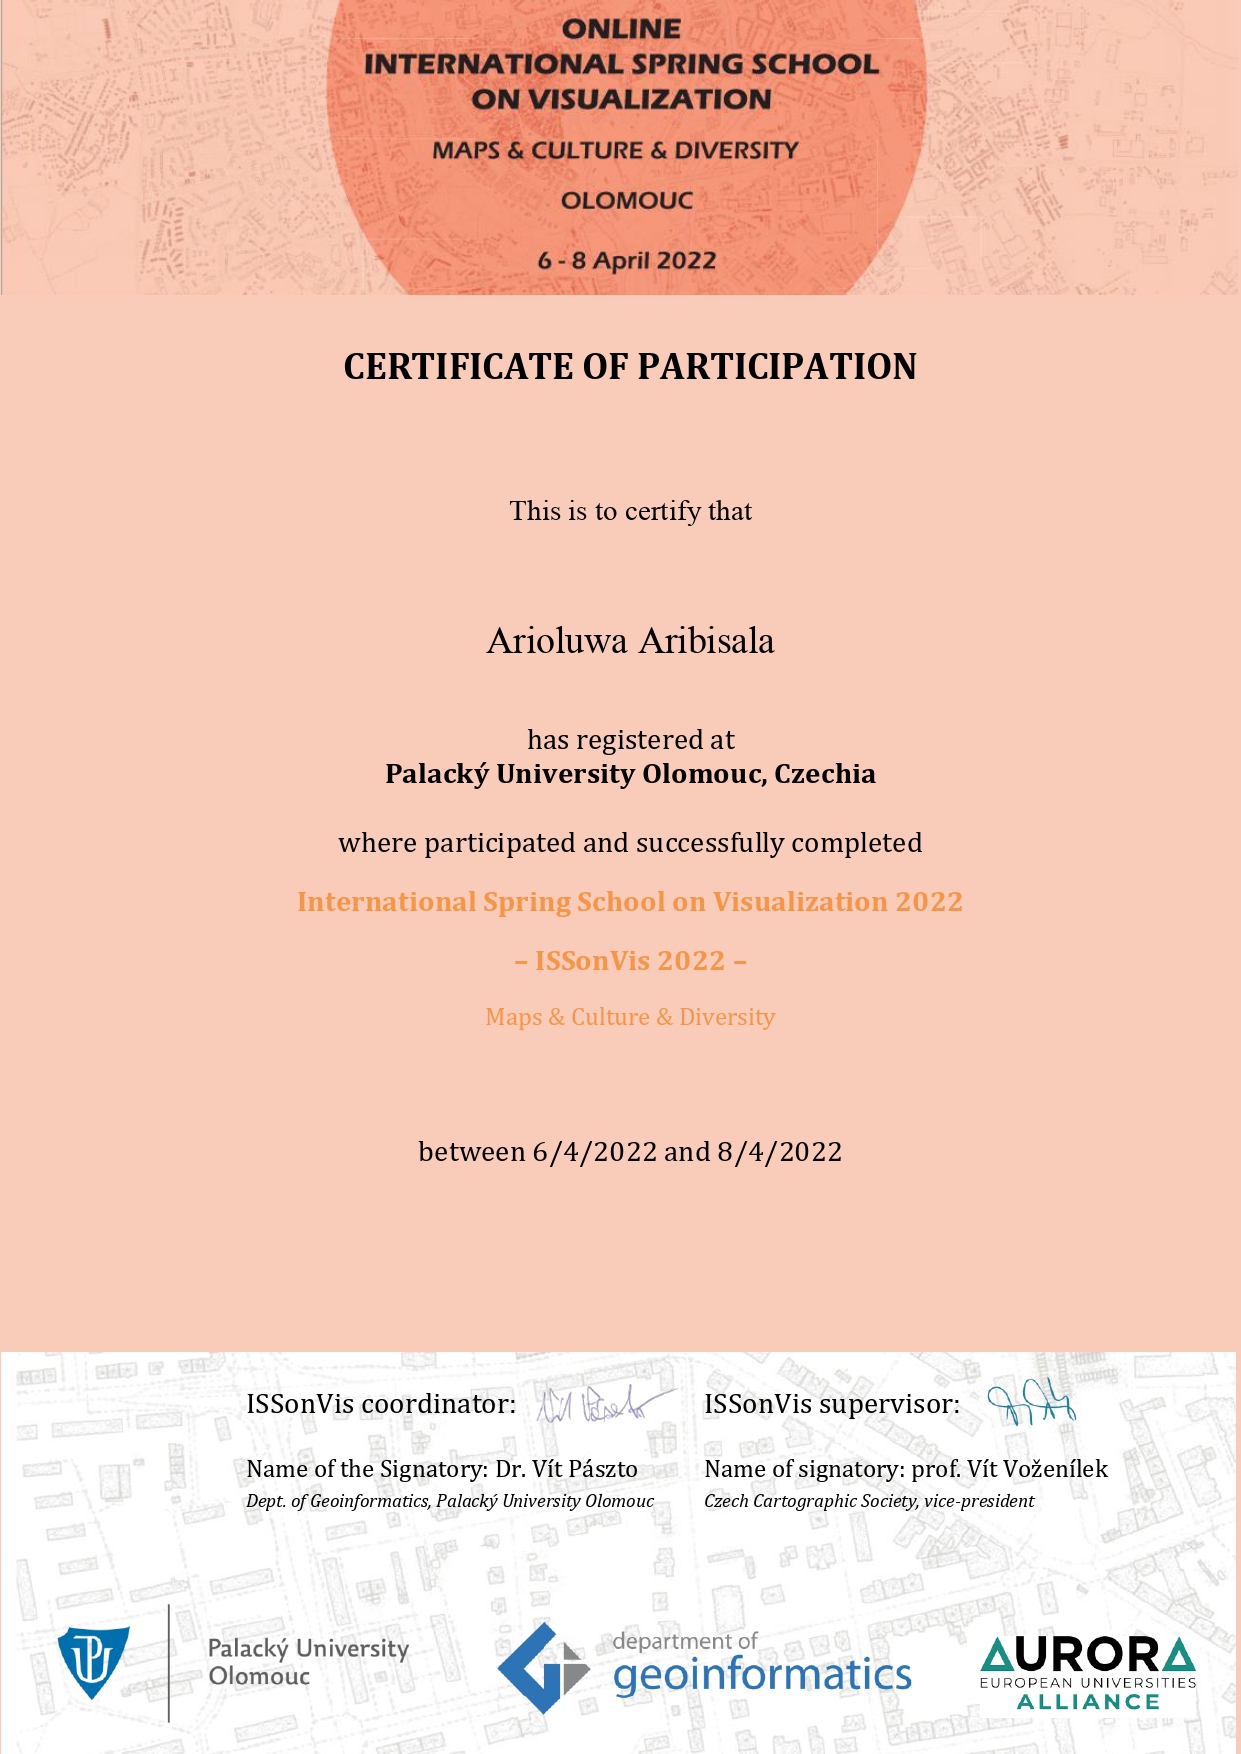 ONLINE
INTERNATIONAL SPRING SCHOOL
ON VISUALIZATION
MAPS & CULTURE & DIVERSITY
OLOMOUC
6 - 8 April 2022
CERTIFICATE OF PARTICIPATION
This is to certify that
Arioluwa Aribisala
has registered at
Palacký University Olomouc, Czechia
where participated and successfully completed
International Spring School on Visualization 2022
– ISSonVis 2022 –
Maps & Culture & Diversity
between 6/4/2022 and 8/4/2022
ISSonVis coordinator:
ISSonVis supervisor:
Name of the Signatory: Dr. Vít Pászto
Name of signatory: prof. Vít Voženílek
Dept. of Geoinformatics, Palacký University Olomouc
Czech Cartographic Society, vice-president
Palacký University
Olomouc
department of
geoinformatics
AURORA
EUROPEAN UNIVERSITIES
ALLIANCE